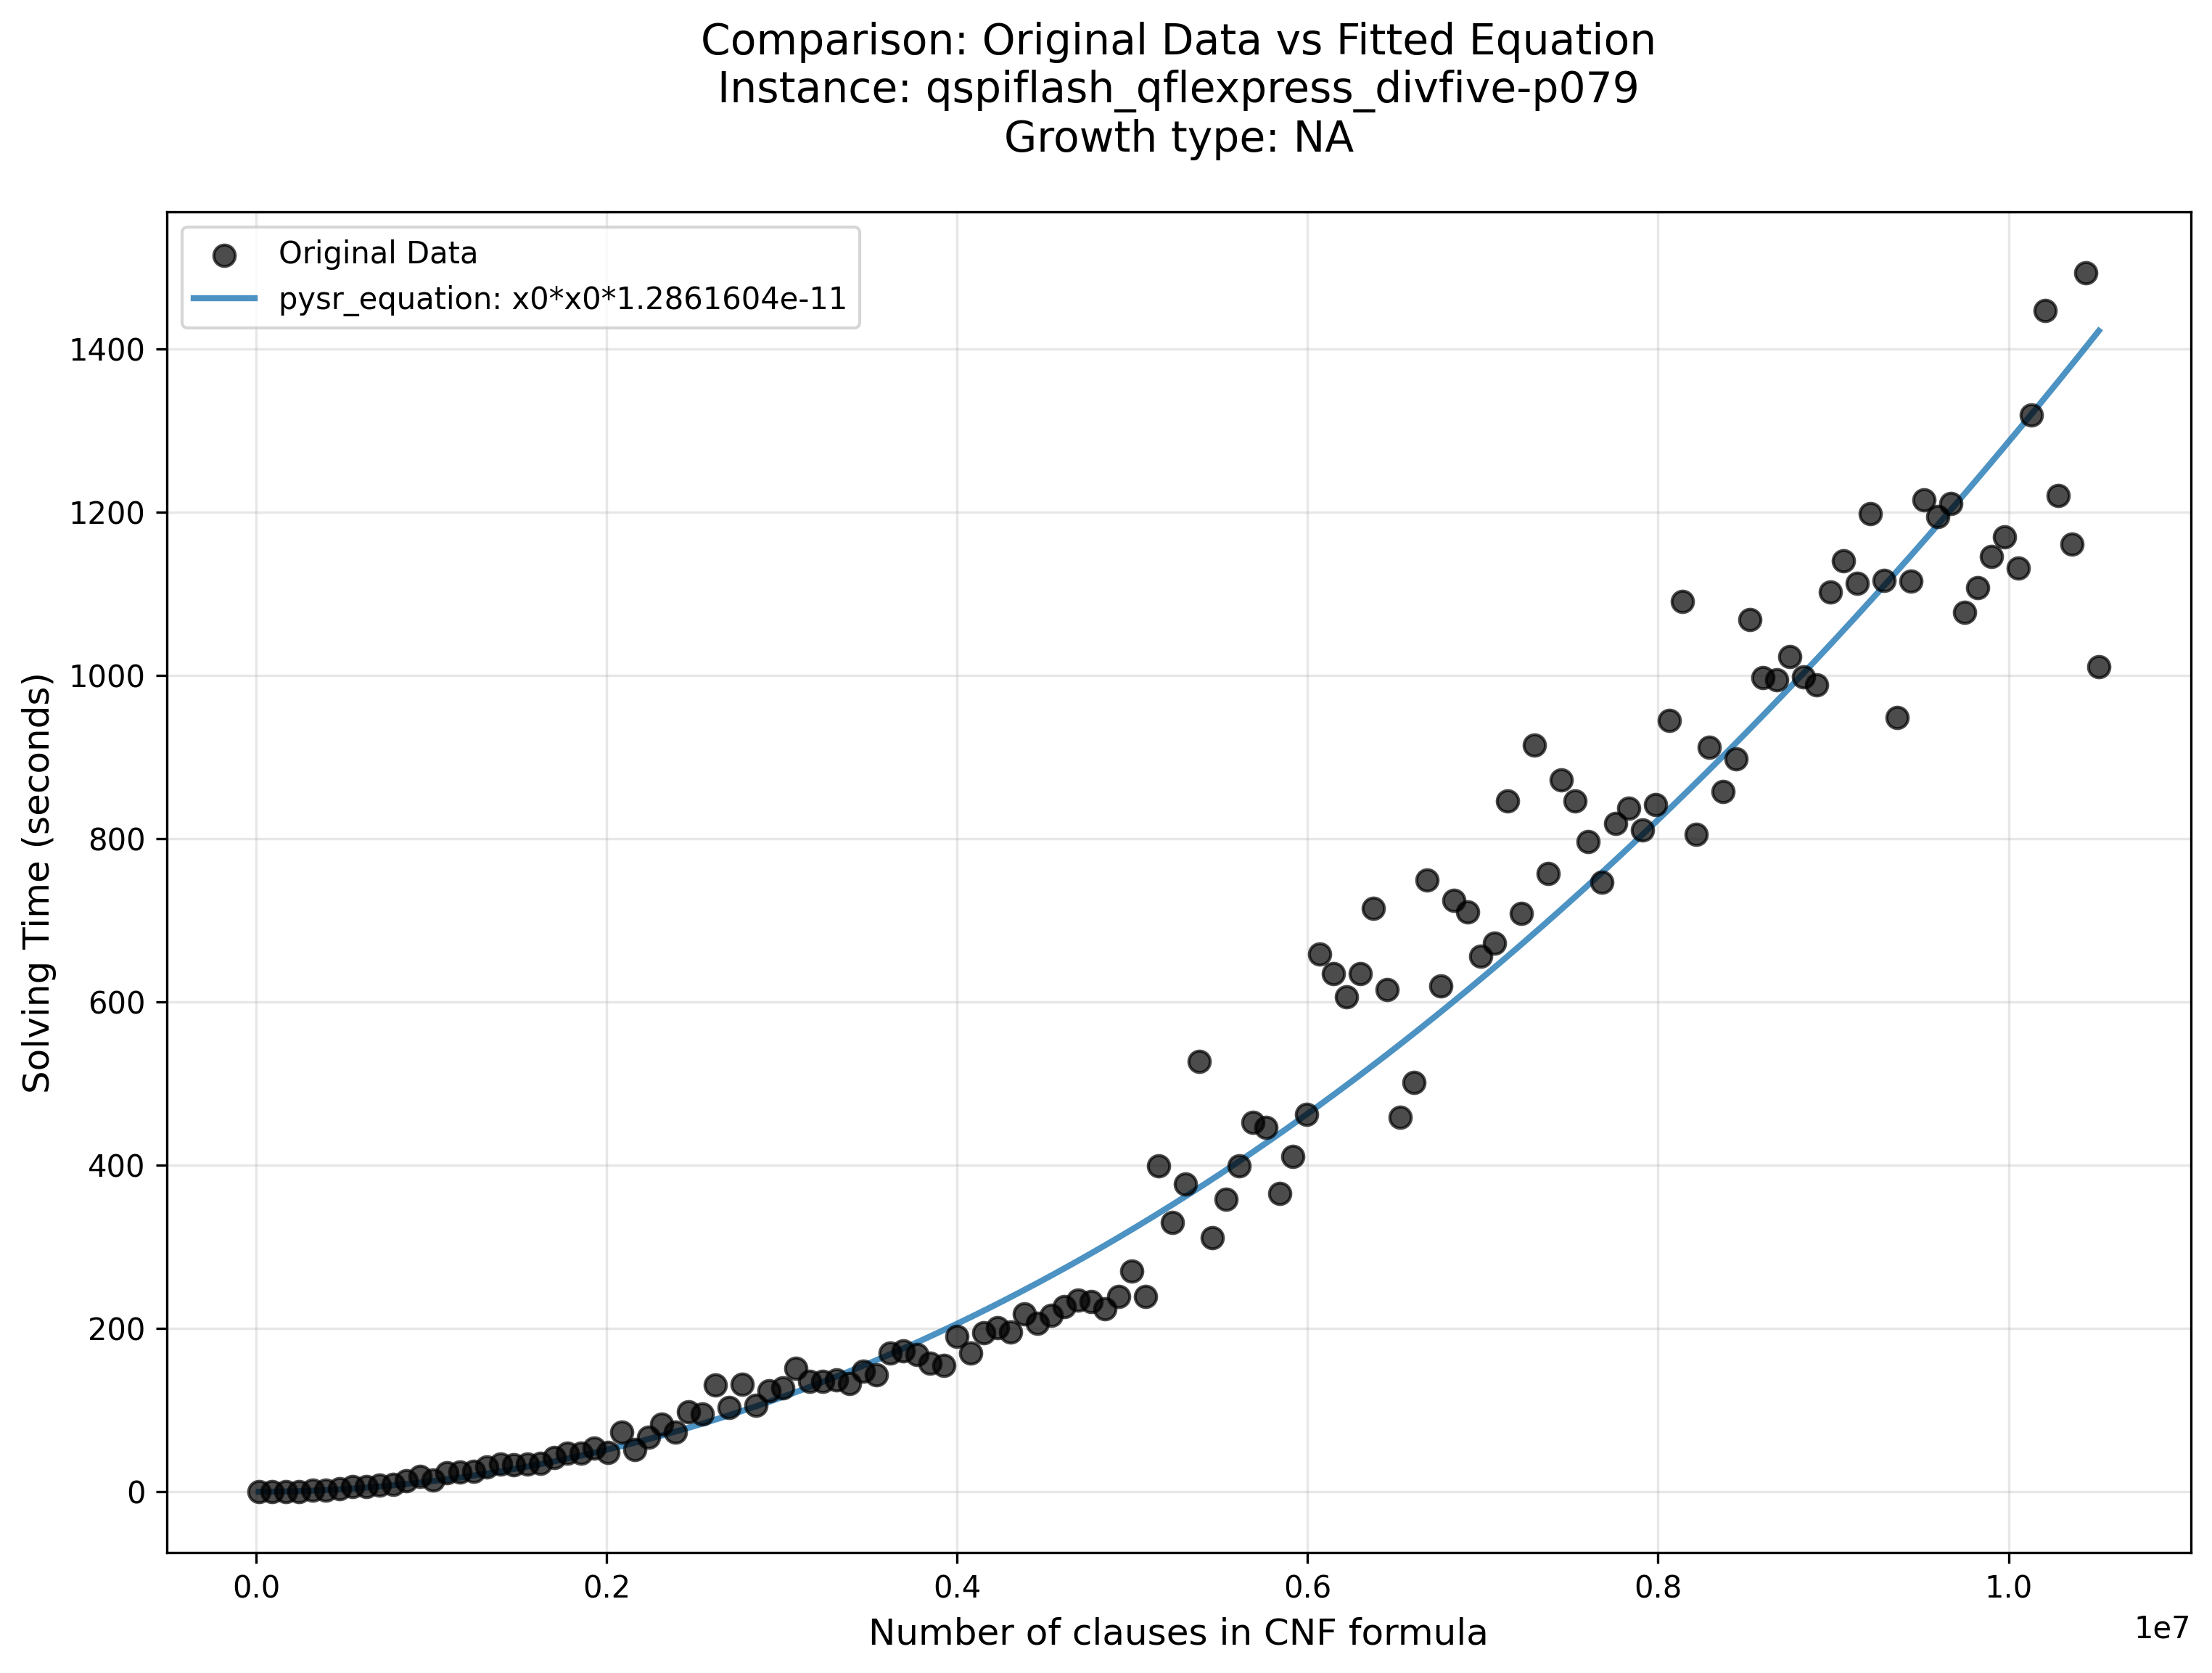 Comparison: Original Data vs Fitted Equation
Instance: qspiflash_qflexpress_divfive-p079
Growth type: NA
Original Data
pysr_equation: x0*x0*1.2861604e-11
Solving Time (seconds)
1400
1200
1000
800
600
400
200
0
0.0 0.2 0.4 0.6 0.8 1.0
1e7
Number of clauses in CNF formula